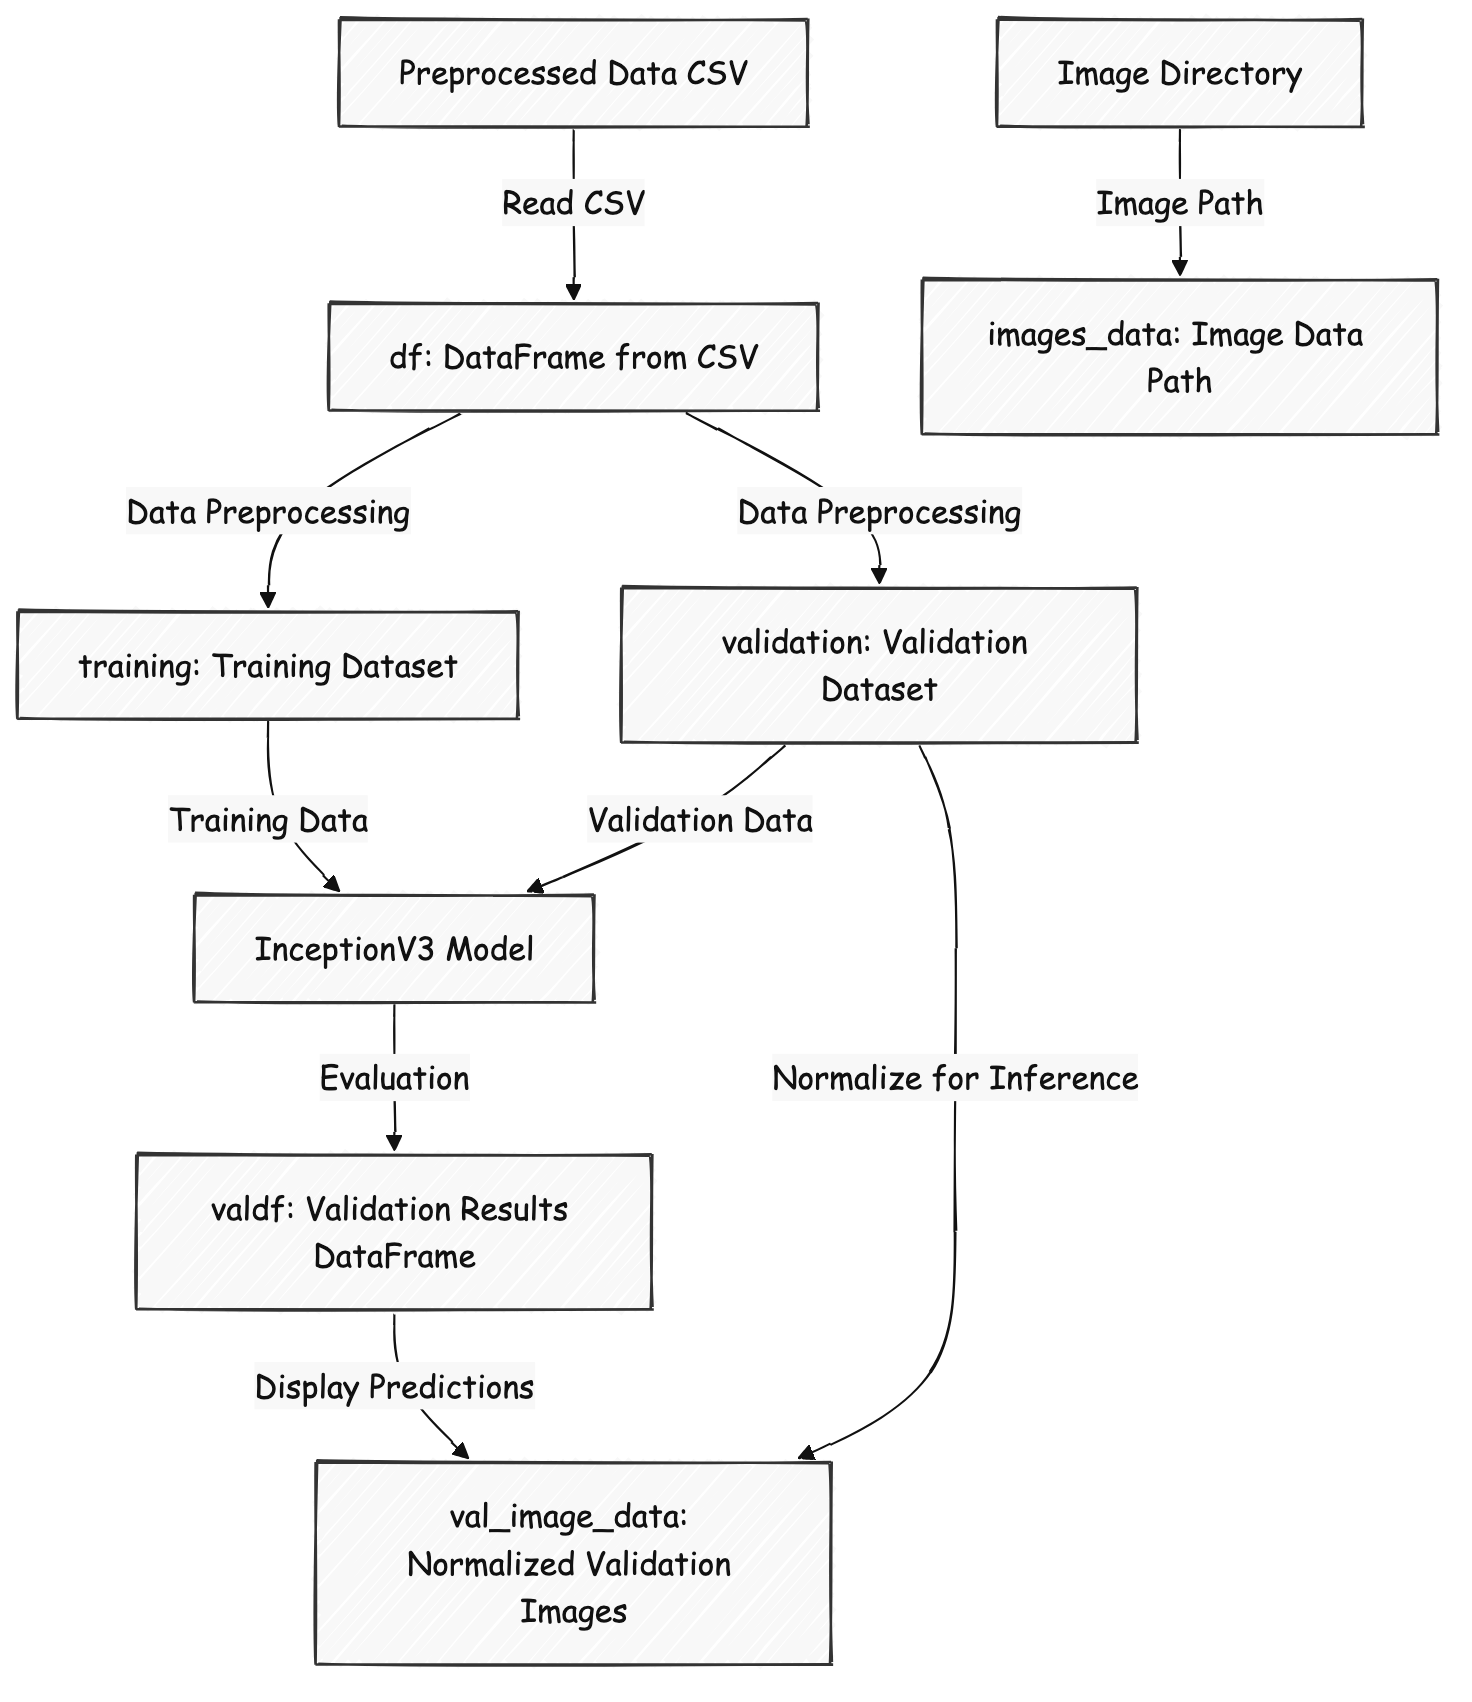 Preprocessed Data CSV
Image Directory
Read CSV
Image Path
df: DataFrame from CSV
images_data: Image Data
Path
Data Preprocessing
Data Preprocessing
training: Training Dataset
validation: Validation
Dataset
Training Data
Validation Data
InceptionV3 Model
Evaluation
Normalize for Inference
valdf: Validation Results
DataFrame
Display Predictions
val_image_data:
Normalized Validation
Images